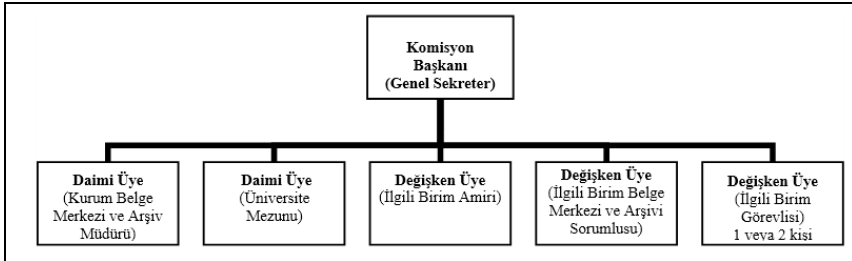 Komisyon
Başkanı
(Genel Sekreter)
Daimi Üye
(Kurum Belge
Merkezi ve Arşiv
Müdürü)
Daimi Üye
(Üniversite
Mezunu)
Değişken Üye
(İlgili Birim Amiri)
Değişken Üye
(İlgili Birim Belge
Merkezi ve Arşivi
Sorumlusu)
Değişken Üye
(İlgili Birim
Görevlisi)
1 veya 2 kişi